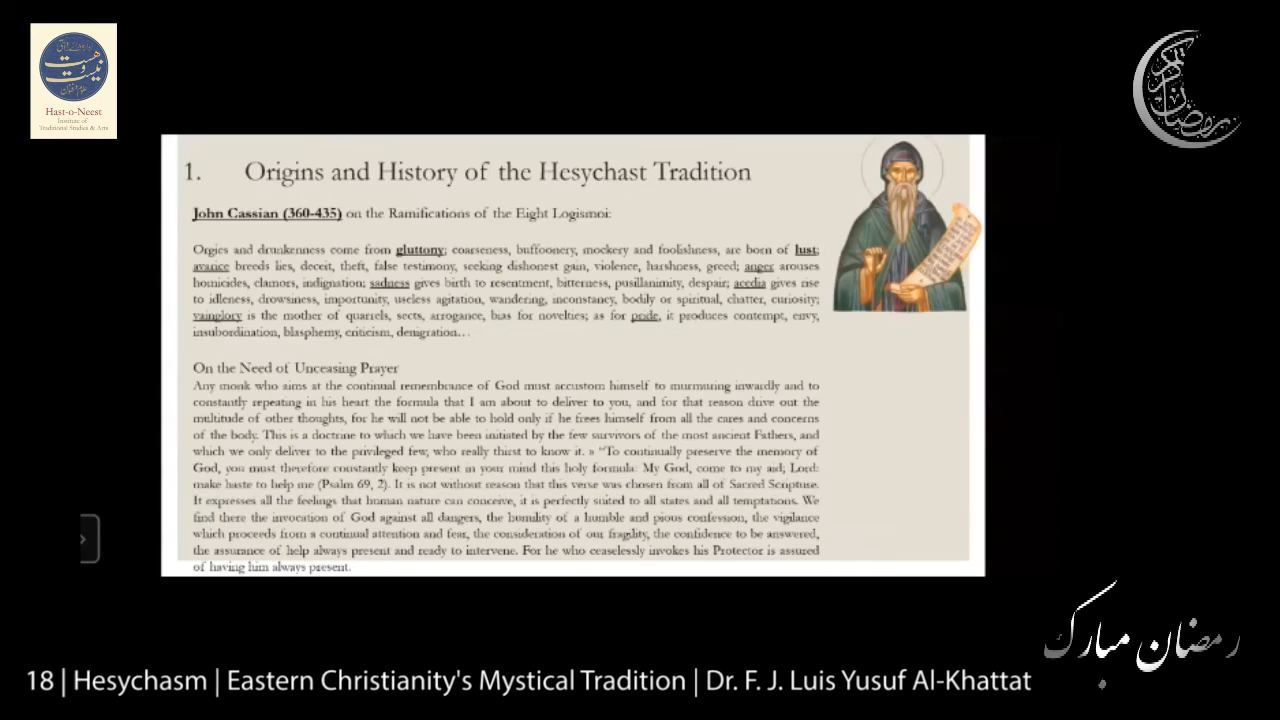 هست
و
نیست
Hast-o-Neest
Institute of
Traditional Studies & Arts
1. Origins and History of the Hesychast Tradition
John Cassian (360-435) on the Ramifications of the Eight Logismoi:
Orgies and drunkenness come from gluttony; coarseness, buffoonery, mockery and foolishness, are born of lust;
avarice breeds lies, deceit, theft, false testimony, seeking dishonest gain, violence, harshness, greed; anger arouses
homicides, clamors, indignation; sadness gives birth to resentment, bitterness, pusillanimity, despair; acedia gives rise
to idleness, drowsiness, importunity, useless agitation, wandering, inconstancy, bodily or spiritual, chatter, curiosity;
vainglory is the mother of quarrels, sects, arrogance, bias for novelties; as for pride, it produces contempt, envy,
insubordination, blasphemy, criticism, denigration…
On the Need of Unceasing Prayer
Any monk who aims at the continual remembrance of God must accustom himself to murmuring inwardly and to
constantly repeating in his heart the formula that I am about to deliver to you, and for that reason drive out the
multitude of other thoughts, for he will not be able to hold only if he frees himself from all the cares and concerns
of the body. This is a doctrine to which we have been initiated by the few survivors of the most ancient Fathers, and
which we only deliver to the privileged few, who really thirst to know it. » "To continually preserve the memory of
God, you must therefore constantly keep present in your mind this holy formula: My God, come to my aid; Lord:
make haste to help me (Psalm 69, 2). It is not without reason that this verse was chosen from all of Sacred Scripture.
It expresses all the feelings that human nature can conceive, it is perfectly suited to all states and all temptations. We
find there the invocation of God against all dangers, the humility of a humble and pious confession, the vigilance
which proceeds from a continual attention and fear, the consideration of our fragility, the confidence to be answered,
the assurance of help always present and ready to intervene. For he who ceaselessly invokes his Protector is assured
of having him always present.
رمضان مبارک
18 | Hesychasm | Eastern Christianity's Mystical Tradition | Dr. F. J. Luis Yusuf Al-Khattat